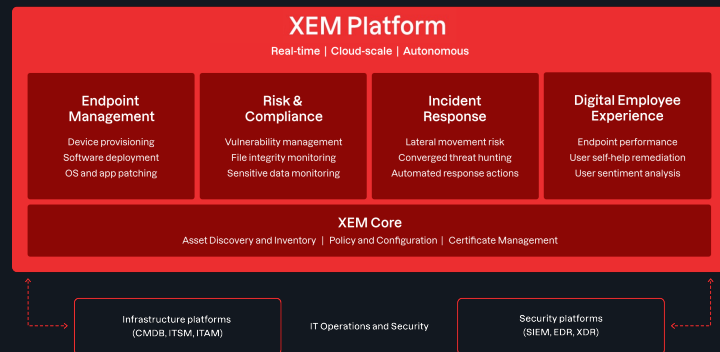 XEM Platform
Real-time | Cloud-scale | Autonomous
Endpoint
Management
Device provisioning
Software deployment
OS and app patching
Risk &
Compliance
Vulnerability management
File integrity monitoring
Sensitive data monitoring
Incident
Response
Lateral movement risk
Converged threat hunting
Automated response actions
Digital Employee
Experience
Endpoint performance
User self-help remediation
User sentiment analysis
XEM Core
Asset Discovery and Inventory | Policy and Configuration | Certificate Management
Infrastructure platforms
(CMDB, ITSM, ITAM)
IT Operations and Security
Security platforms
(SIEM, EDR, XDR)